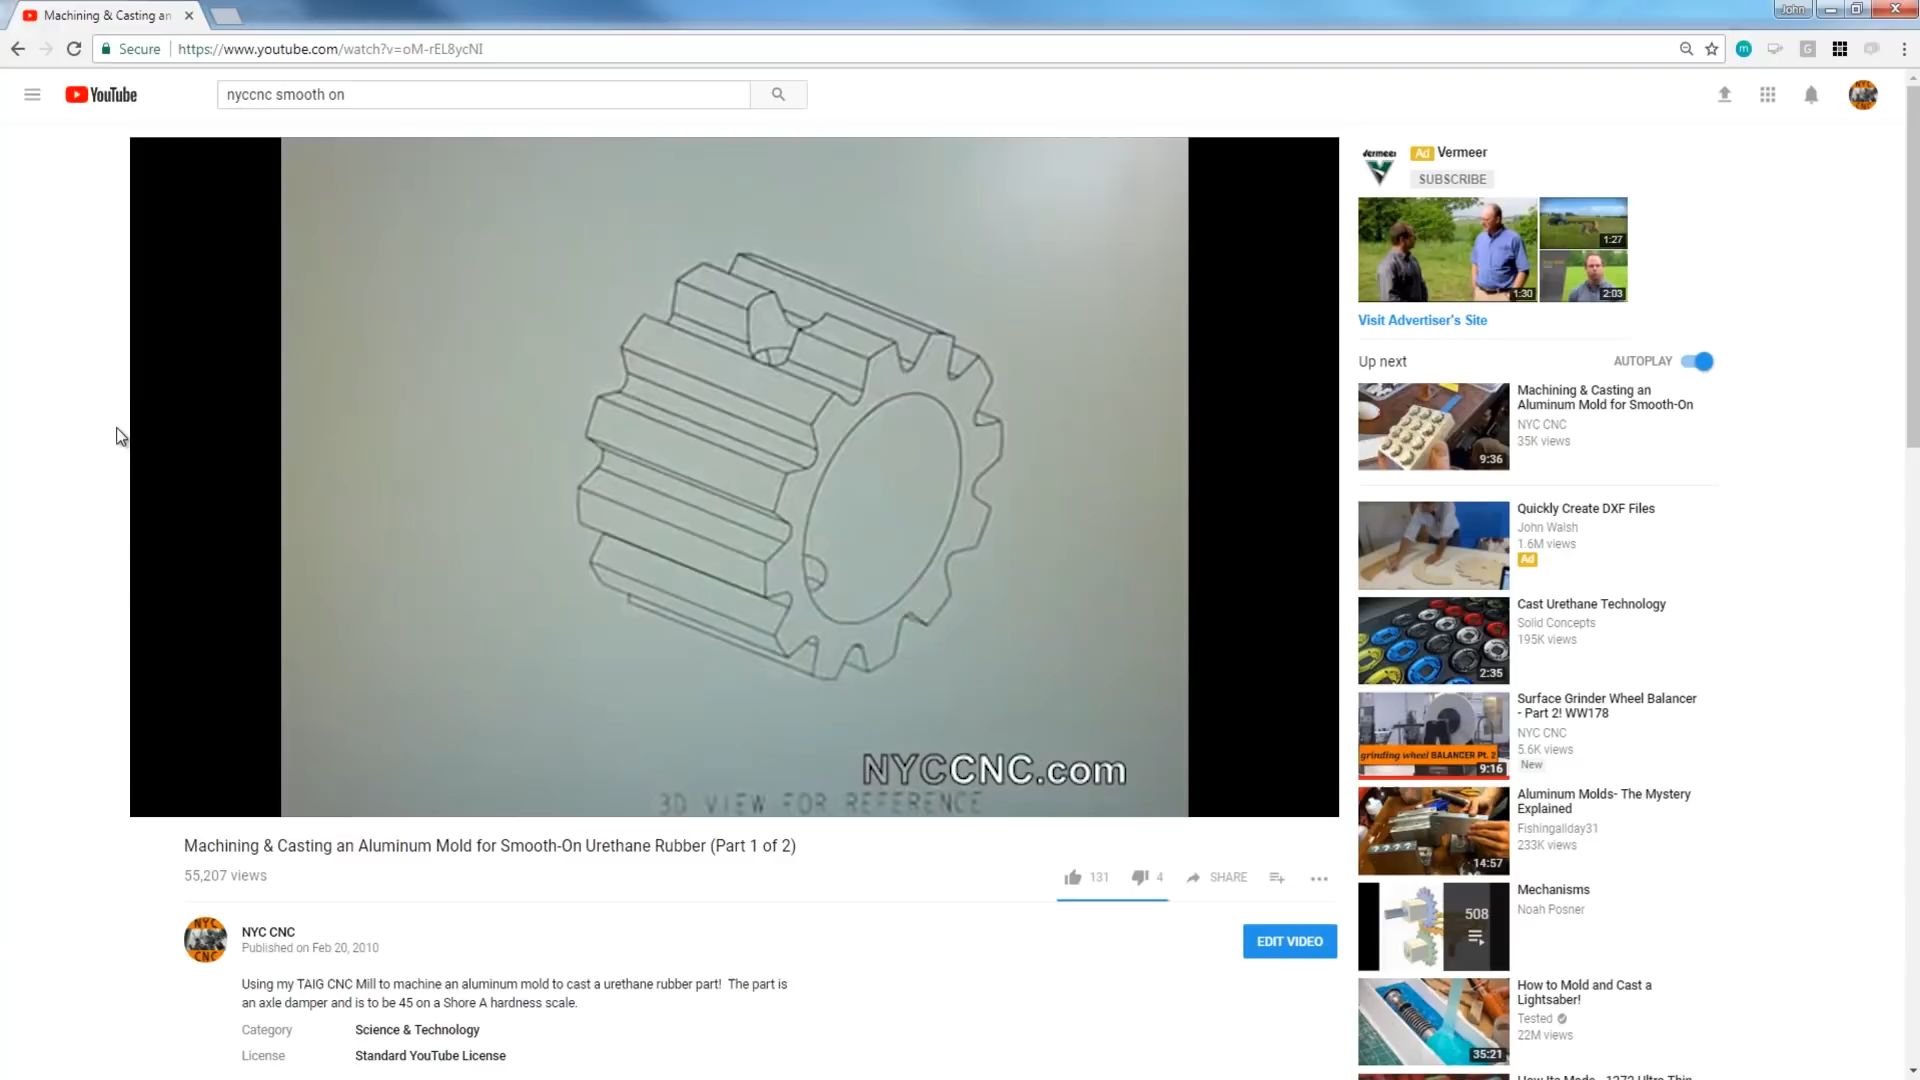 Machining & Casting an
John
Secure
https://www.youtube.com/watch?v=oM-rEL8ycNI
YouTube
nyccnc smooth on
NYCCNC.com
3D VIEW FOR REFERENCE
Machining & Casting an Aluminum Mold for Smooth-On Urethane Rubber (Part 1 of 2)
55,207 views
131
4
SHARE
NYC
CNC
NYC CNC
Published on Feb 20, 2010
EDIT VIDEO
Using my TAIG CNC Mill to machine an aluminum mold to cast a urethane rubber part! The part is
an axle damper and is to be 45 on a Shore A hardness scale.
Category
Science & Technology
License
Standard YouTube License
Vermeer
Ad Vermeer
SUBSCRIBE
1:30
1:27
2:03
Visit Advertiser's Site
Up next
AUTOPLAY
9:36
Machining & Casting an
Aluminum Mold for Smooth-On
NYC CNC
35K views
Quickly Create DXF Files
John Walsh
1.6M views
Ad
2:35
Cast Urethane Technology
Solid Concepts
195K views
grinding wheel BALANCER PT. 2
9:16
Surface Grinder Wheel Balancer
- Part 2! WW178
NYC CNC
5.6K views
New
14:57
Aluminum Molds- The Mystery
Explained
Fishingallday31
233K views
508
Mechanisms
Noah Posner
35:21
How to Mold and Cast a
Lightsaber!
Tested
22M views